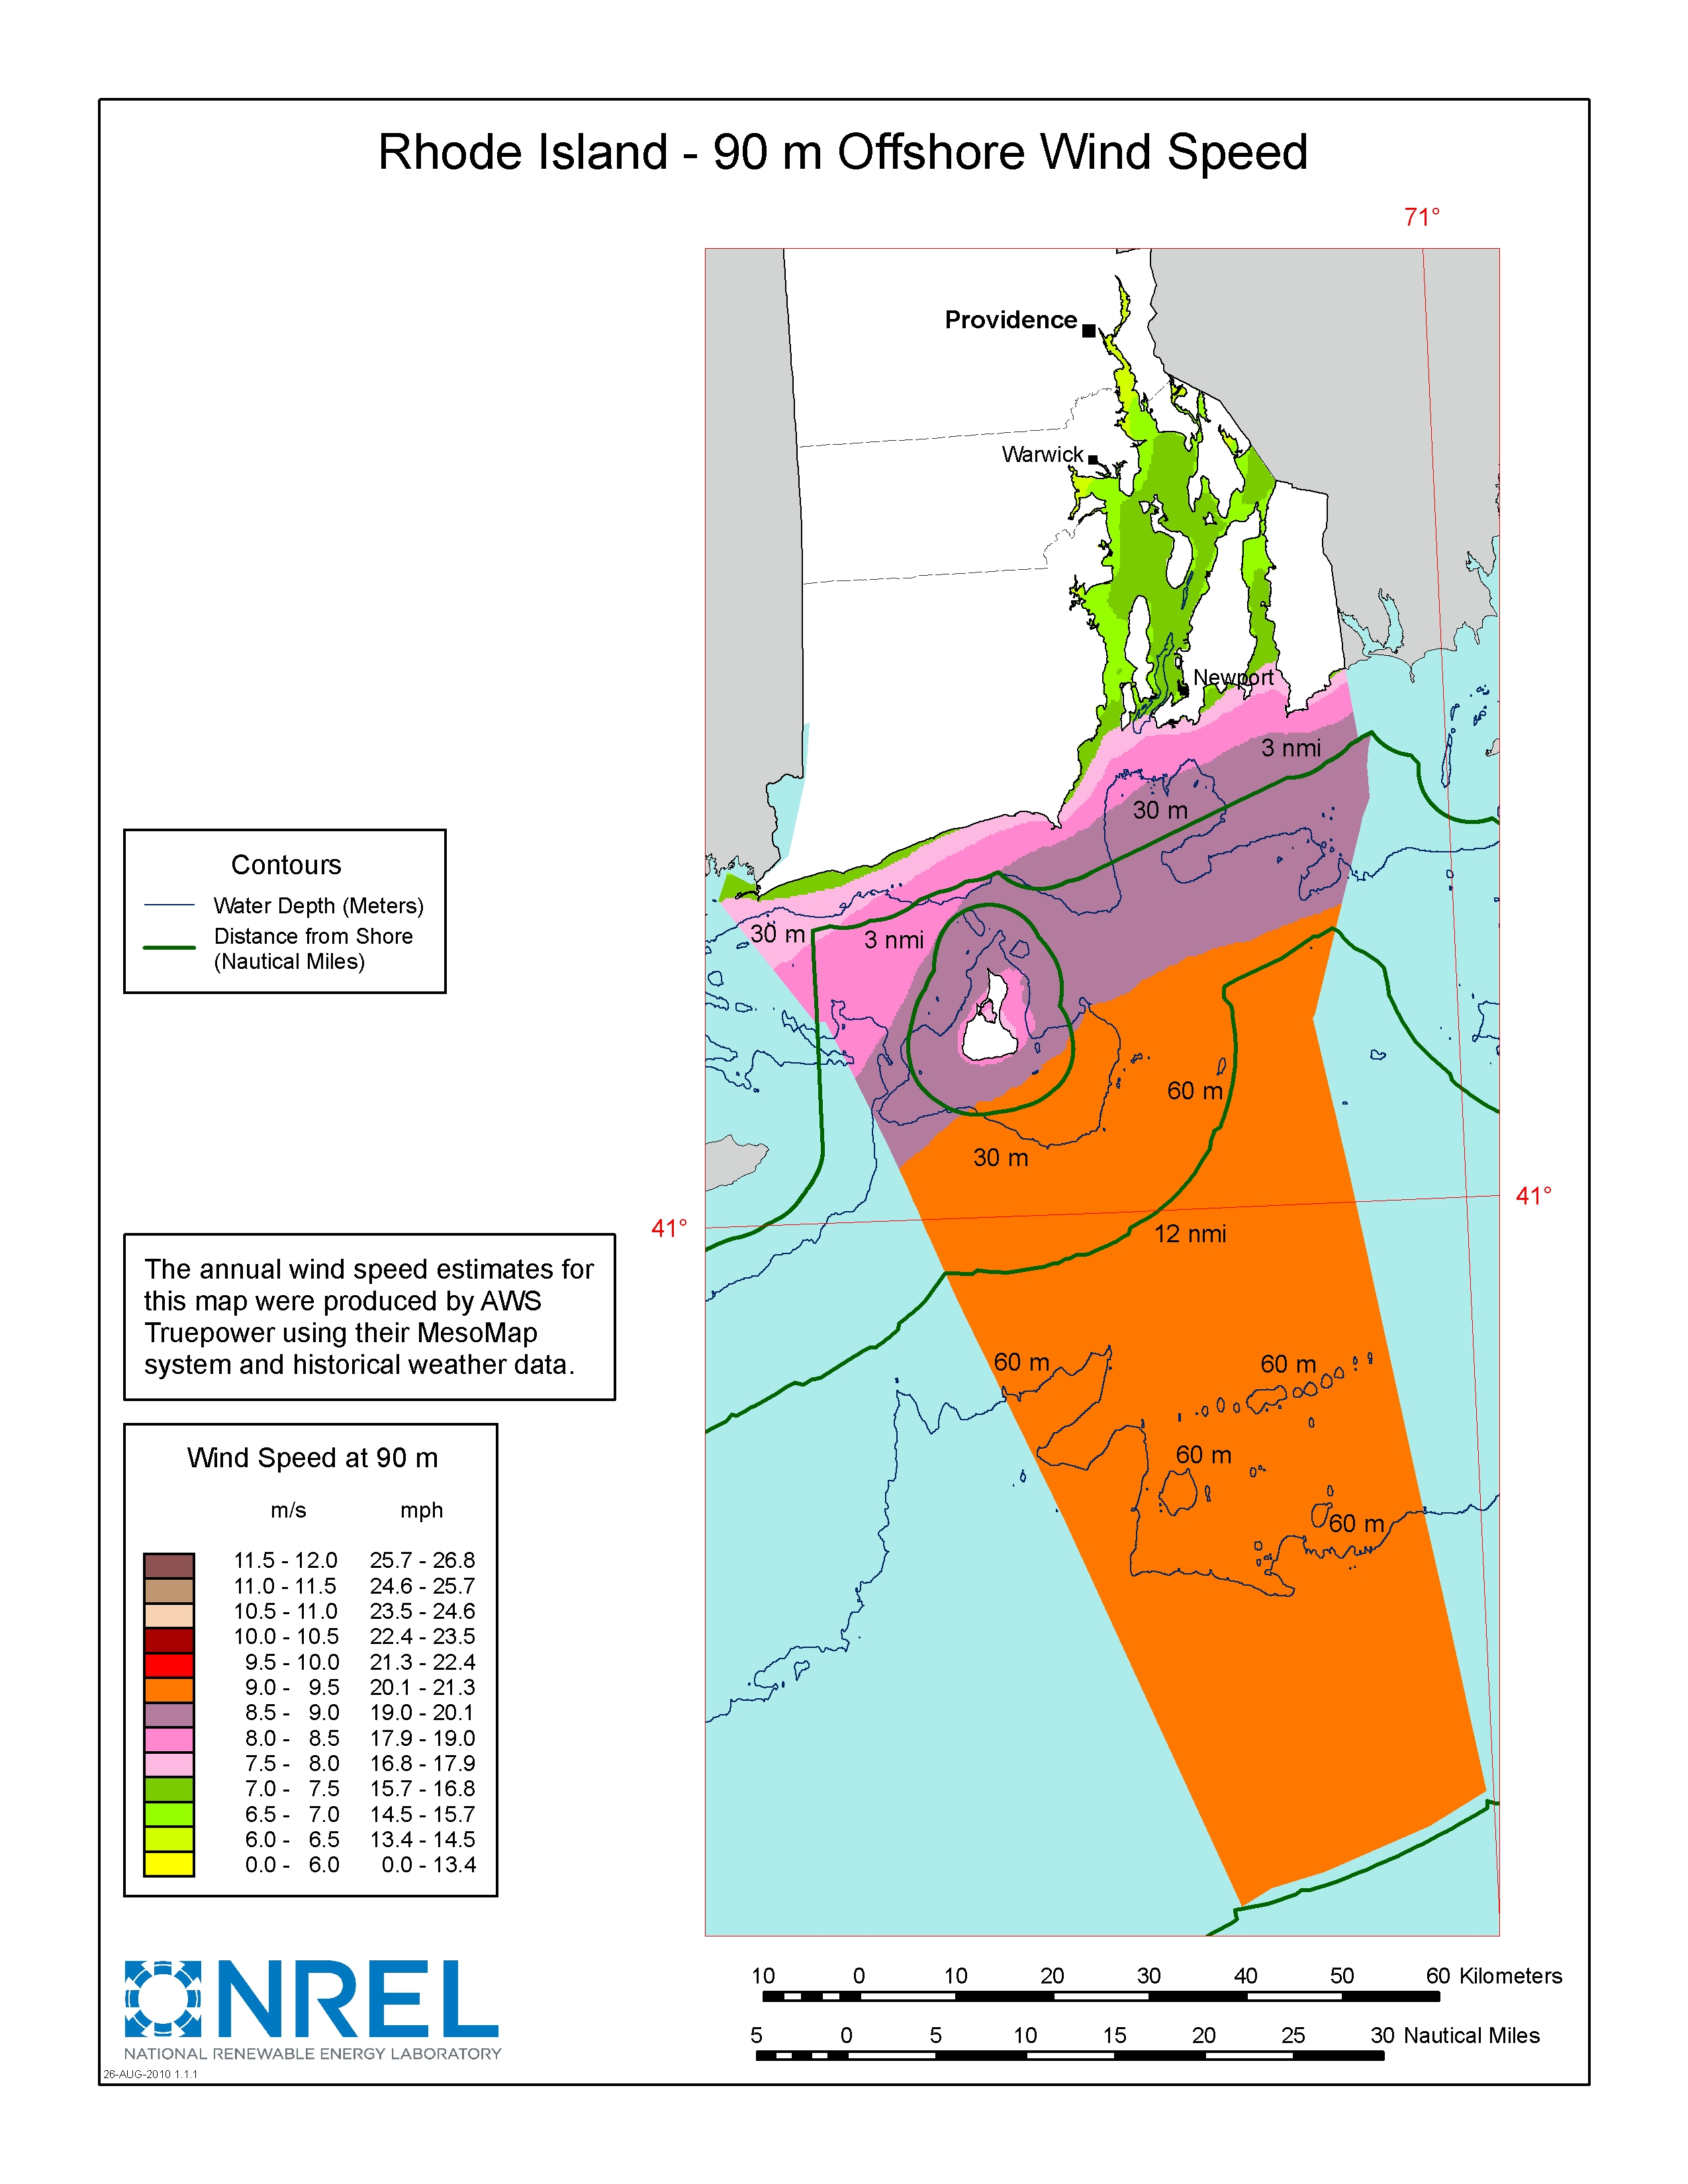 Rhode Island - 90 m Offshore Wind Speed
71°
Providence
Warwick
Newport
3 nmi
30 m
30 m
3 nmi
60 m
30 m
41°
41°
12 nmi
60 m
60 m
60 m
60 m
Contours
Water Depth (Meters)
Distance from Shore
(Nautical Miles)
The annual wind speed estimates for
this map were produced by AWS
Truepower using their MesoMap
system and historical weather data.
Wind Speed at 90 m
m/s mph
11.5 - 12.0 25.7 - 26.8
11.0 - 11.5 24.6 - 25.7
10.5 - 11.0 23.5 - 24.6
10.0 - 10.5 22.4 - 23.5
9.5 - 10.0 21.3 - 22.4
9.0 - 9.5 20.1 - 21.3
8.5 - 9.0 19.0 - 20.1
8.0 - 8.5 17.9 - 19.0
7.5 - 8.0 16.8 - 17.9
7.0 - 7.5 15.7 - 16.8
6.5 - 7.0 14.5 - 15.7
6.0 - 6.5 13.4 - 14.5
0.0 - 6.0 0.0 - 13.4
NREL
NATIONAL RENEWABLE ENERGY LABORATORY
26-AUG-2010 1.1.1
10 0 10 20 30 40 50 60 Kilometers
5 0 5 10 15 20 25 30 Nautical Miles